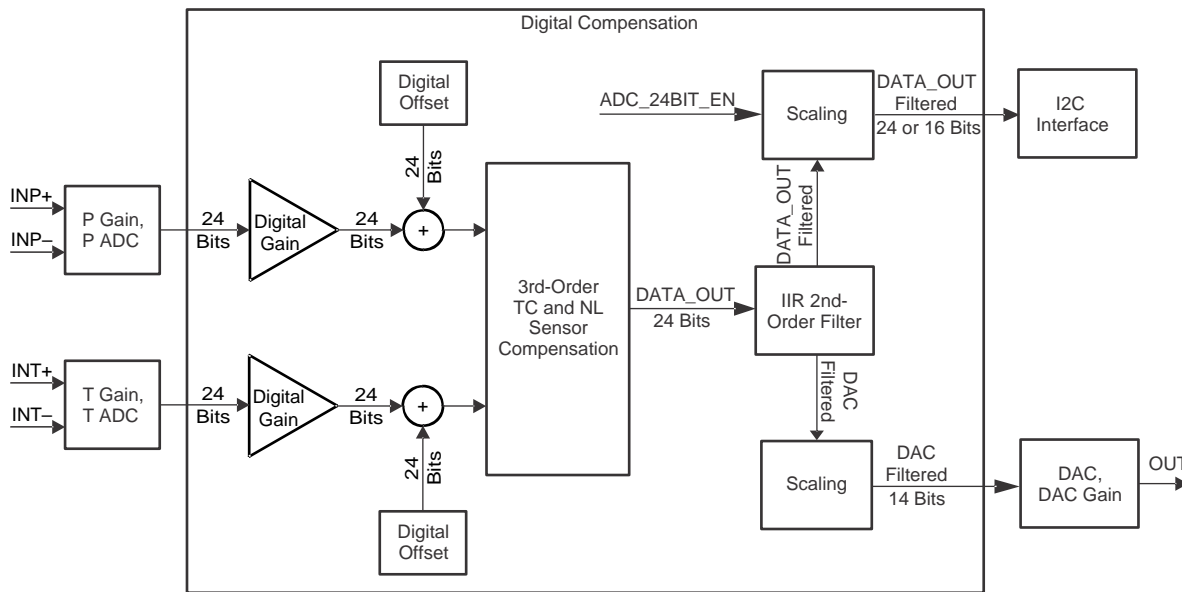 Digital Compensation
Digital
Offset
24
Bits
ADC_24BIT_EN
Scaling
DATA_OUT
Filtered
24 or 16 Bits
I2C
Interface
INP+
INP–
P Gain,
P ADC
24
Bits
Digital
Gain
24
Bits
+
3rd-Order
TC and NL
Sensor
Compensation
DATA_OUT
24 Bits
DATA_OUT
Filtered
IIR 2nd-
Order Filter
DAC
Filtered
INT+
INT–
T Gain,
T ADC
24
Bits
Digital
Gain
24
Bits
+
24
Bits
Digital
Offset
Scaling
DAC
Filtered
14 Bits
DAC,
DAC Gain
OUT